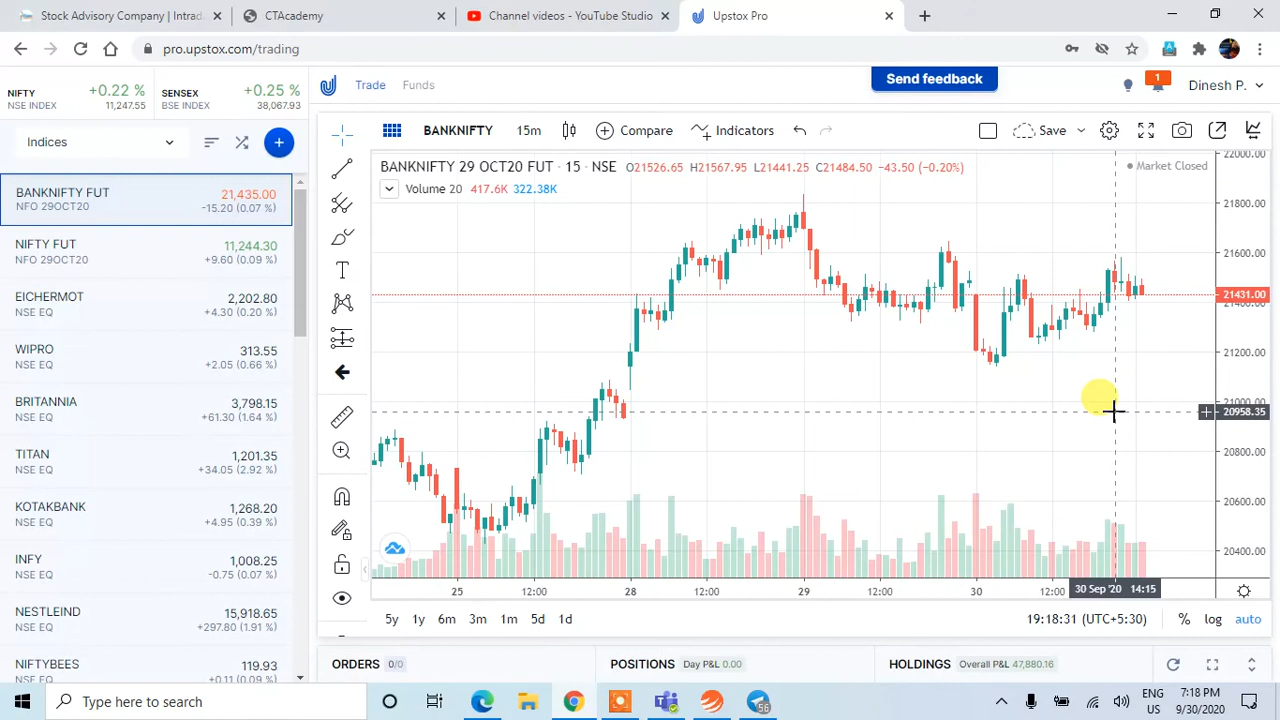 Stock Advisory Company | Intrad
CTAcademy
Channel videos - YouTube Studio
Upstox Pro
pro.upstox.com/trading
NIFTY +0.22 %
NSE INDEX 11,247.55
SENSEX +0.25 %
BSE INDEX 38,067.93
Trade
Funds
Send feedback
1
Dinesh P.
Indices
BANKNIFTY
15m
Compare
Indicators
Save
BANKNIFTY FUT 21,435.00
NFO 29OCT20 -15.20 (0.07 %)
NIFTY FUT 11,244.30
NFO 29OCT20 +9.60 (0.09 %)
EICHERMOT 2,202.80
NSE EQ +4.30 (0.20 %)
WIPRO 313.55
NSE EQ +2.05 (0.66 %)
BRITANNIA 3,798.15
NSE EQ +61.30 (1.64 %)
TITAN 1,201.35
NSE EQ +34.05 (2.92 %)
KOTAKBANK 1,268.20
NSE EQ +4.95 (0.39 %)
INFY 1,008.25
NSE EQ -0.75 (0.07 %)
NESTLEIND 15,918.65
NSE EQ +297.80 (1.91 %)
NIFTYBEES 119.93
NSE EQ +0.11 (0.09 %)
BANKNIFTY 29 OCT20 FUT · 15 · NSE O21526.65 H21567.95 L21441.25 C21484.50 -43.50 (-0.20%)
Market Closed
Volume 20 417.6K 322.38K
22000.00
21800.00
21600.00
21431.00
21400.00
21200.00
21000.00
20958.35
20800.00
20600.00
20400.00
25 12:00 28 12:00 29 12:00 30 12:00 30 Sep '20 14:15
5y 1y 6m 3m 1m 5d 1d
19:18:31 (UTC+5:30) % log auto
ORDERS 0/0
POSITIONS Day P&L 0.00
HOLDINGS Overall P&L 47,880.16
Type here to search
56
ENG
US
7:18 PM
9/30/2020